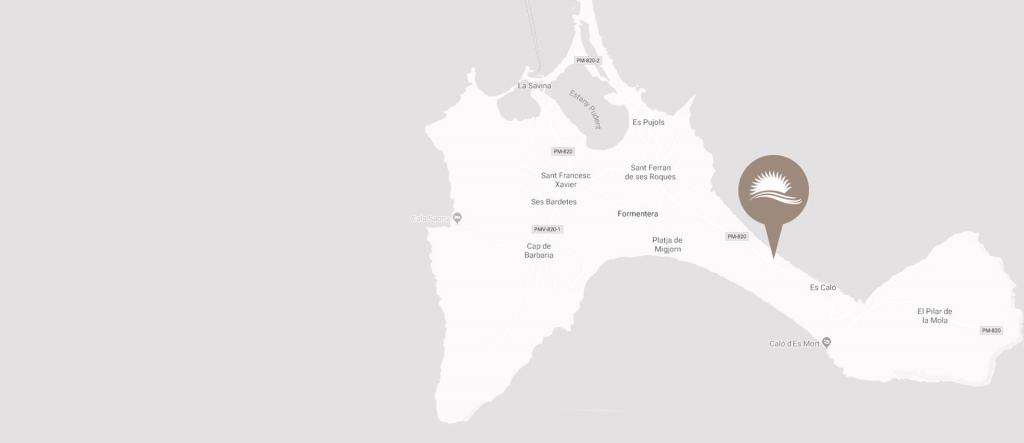 PM-820-2
La Savina
Estany Pudent
Es Pujols
PM-820
Sant Ferran
de ses Roques
Sant Francesc
Xavier
Ses Bardetes
Formentera
Cala Saona
PMV-820-1
PM-820
Platja de
Migjorn
Cap de
Barbaria
Es Caló
El Pilar de
la Mola
PM-820
Caló d'Es Mort